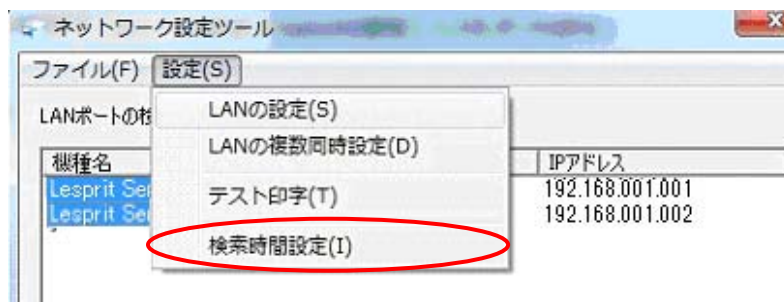 ネットワーク設定ツール
ファイル(F) 設定(S)
LANポートの検
LANの設定(S)
LANの複数同時設定(D)
機種名
IPアドレス
Lesprit Se
192.168.001.001
テスト印字(T)
Lesprit Se
192.168.001.002
検索時間設定(I)